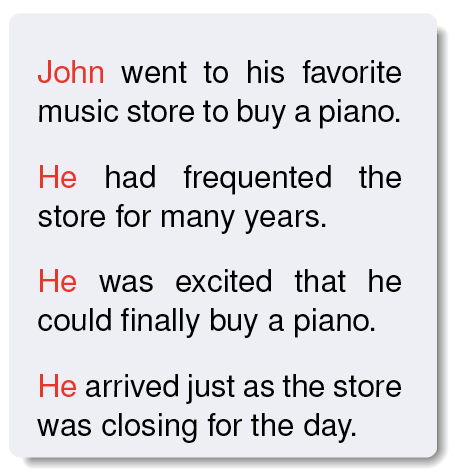 John went to his favorite
music store to buy a piano.
He had frequented the
store for many years.
He was excited that he
could finally buy a piano.
He arrived just as the store
was closing for the day.